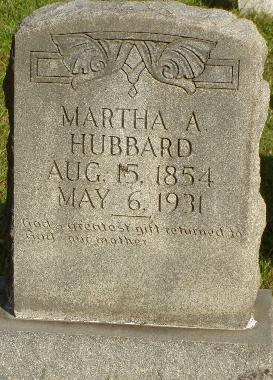 MARTHA A.
HUBBARD
AUG. 15, 1854
MAY 6, 1931
God's greatest gift returned to
God our mother